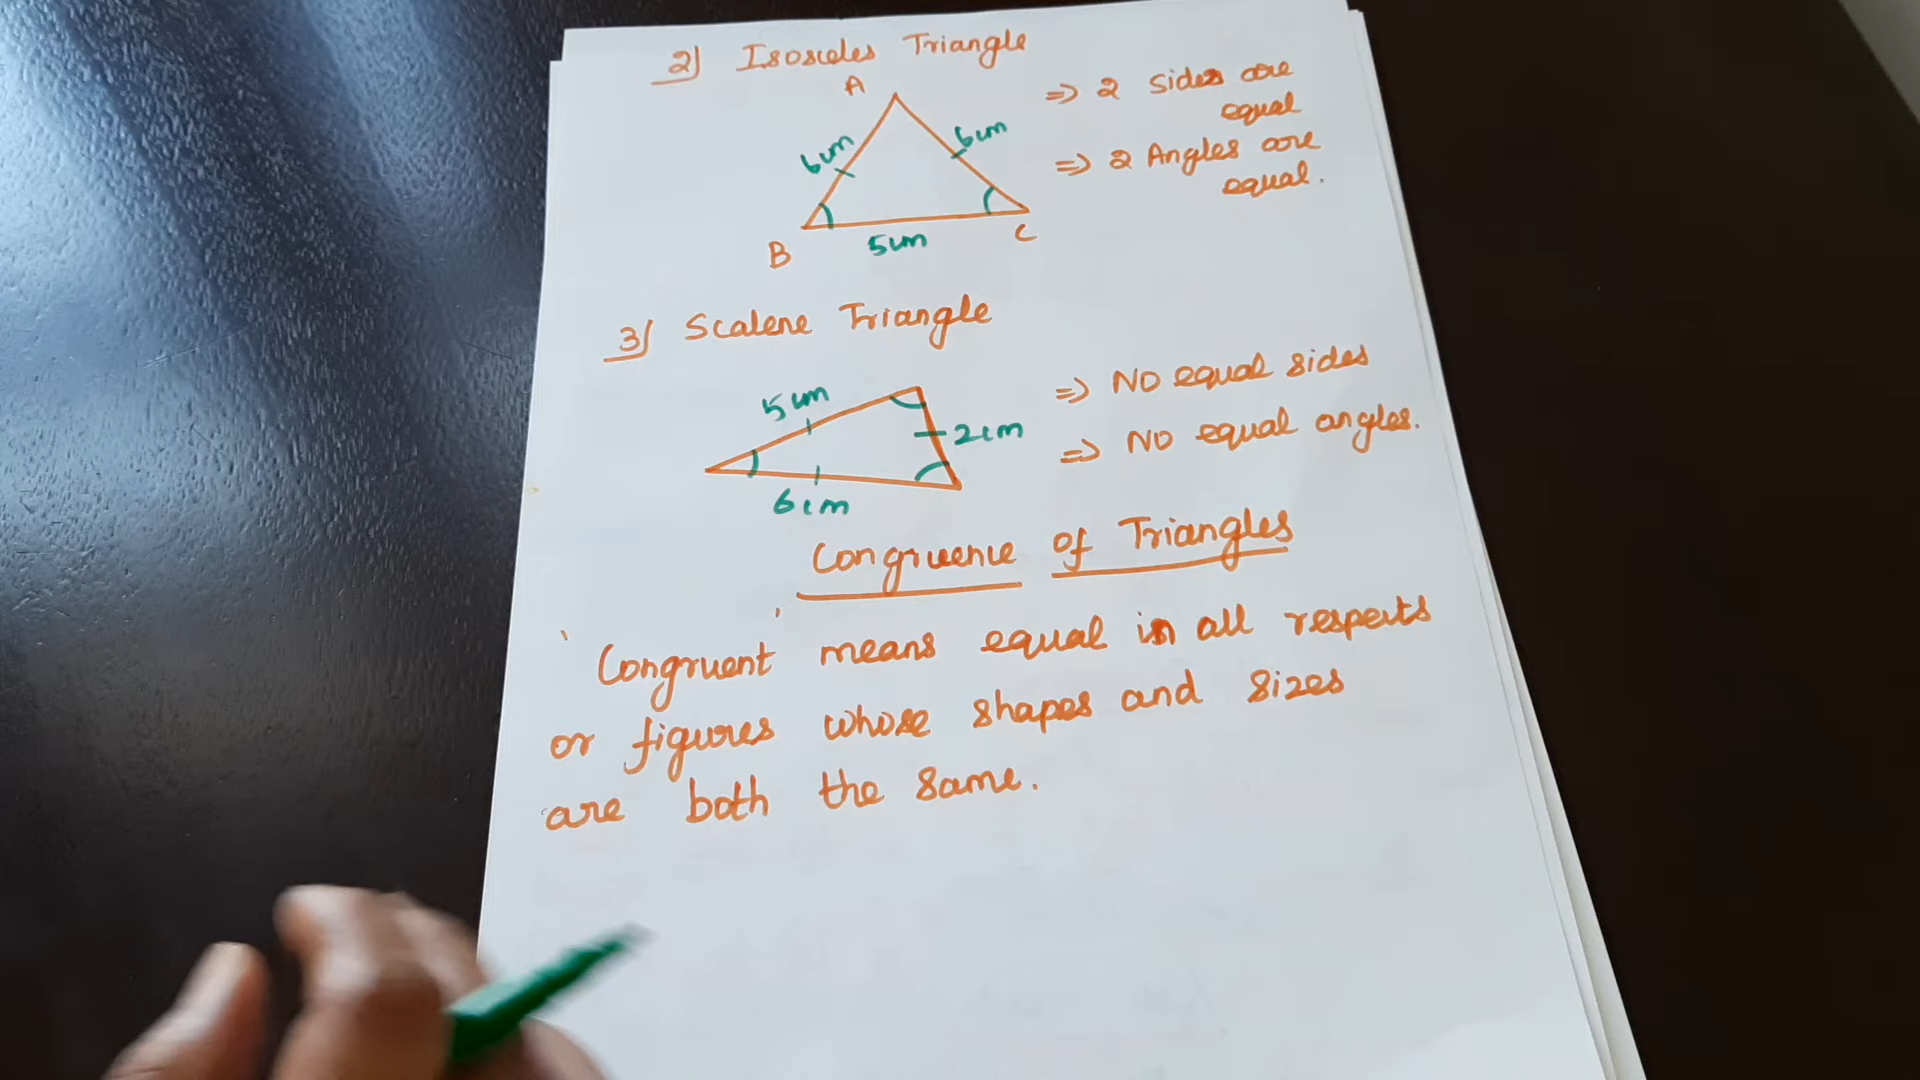 2) Isosceles Triangle
A
6cm
6cm
B
5cm
C
⇒ 2 sides are
equal
⇒ 2 Angles are
equal.
3) Scalene Triangle
5cm
2cm
6cm
⇒ No equal sides
⇒ No equal angles.
Congruence of Triangles
'Congruent' means equal in all respects
or figures whose shapes and sizes
are both the same.